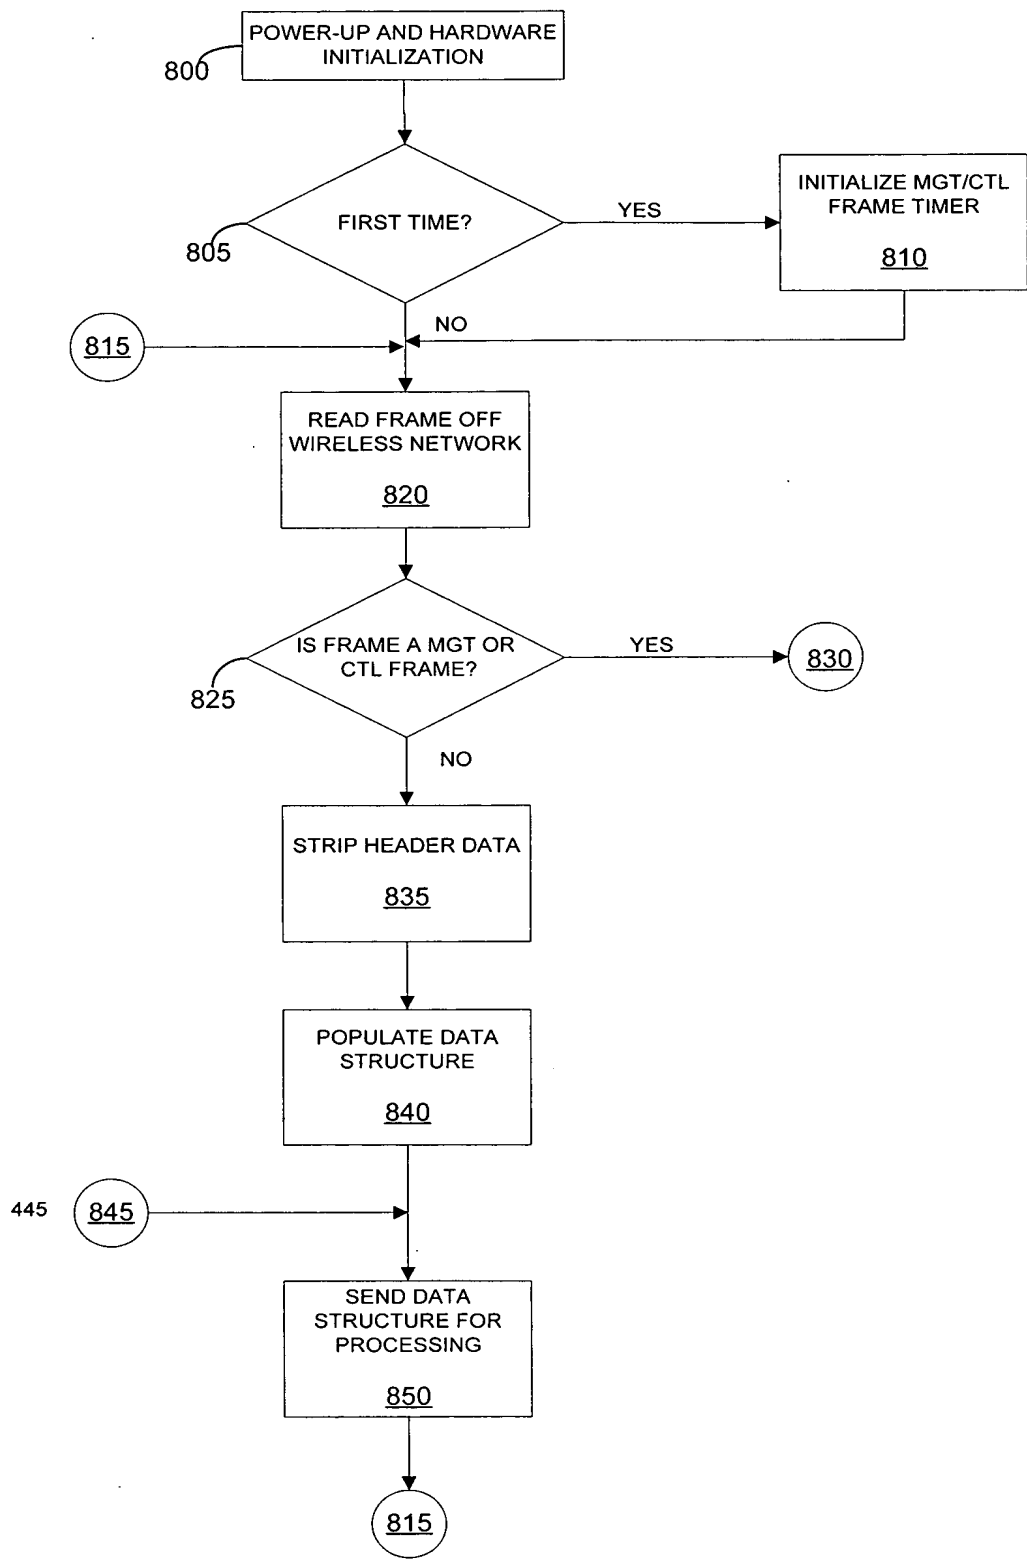 POWER-UP AND HARDWARE
INITIALIZATION
800
FIRST TIME?
805
YES
INITIALIZE MGT/CTL
FRAME TIMER
810
NO
815
READ FRAME OFF
WIRELESS NETWORK
820
IS FRAME A MGT OR
CTL FRAME?
825
YES
830
NO
STRIP HEADER DATA
835
POPULATE DATA
STRUCTURE
840
445
845
SEND DATA
STRUCTURE FOR
PROCESSING
850
815